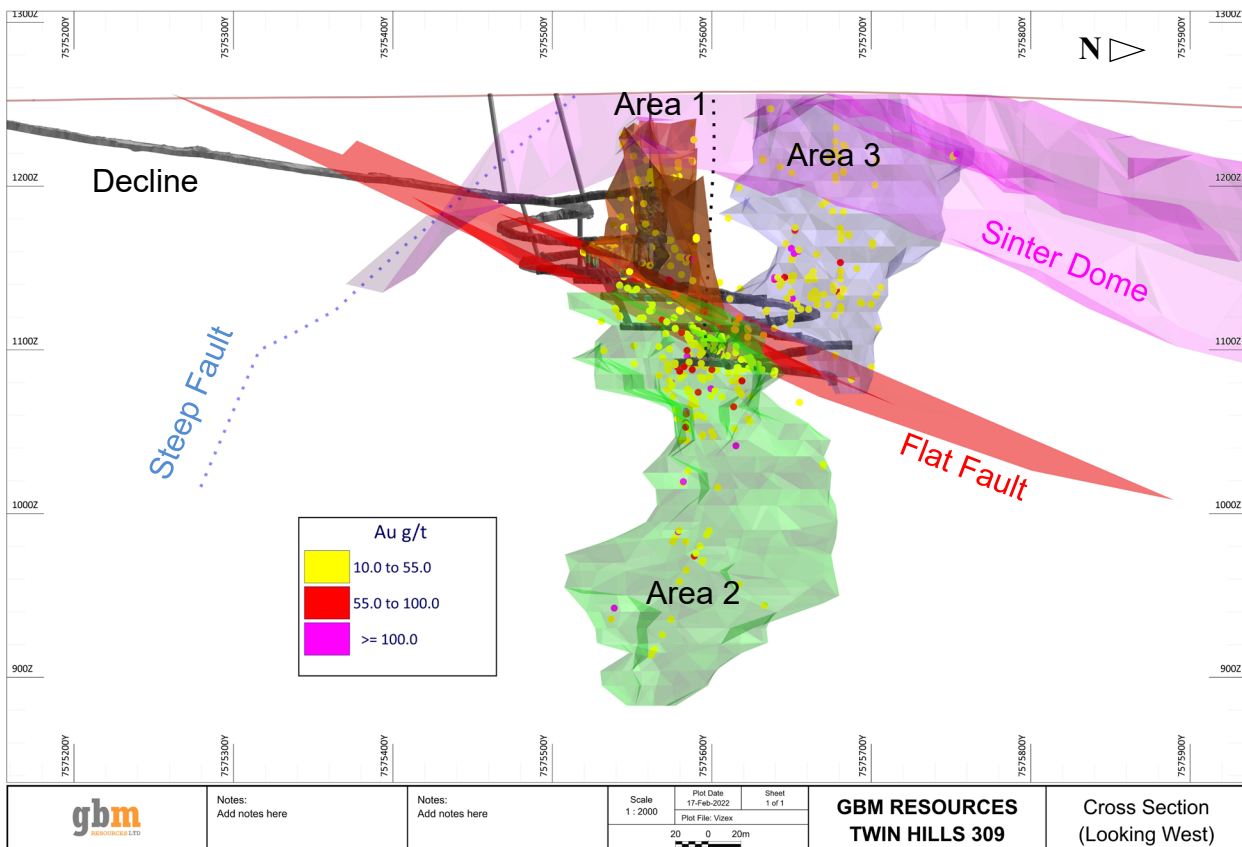 1300Z
7575200Y
7575300Y
7575400Y
7575500Y
7575600Y
7575700Y
7575800Y
7575900Y
1300Z
N
Area 1
Area 3
Decline
1200Z
1200Z
Sinter Dome
1100Z
1100Z
Steep Fault
Flat Fault
1000Z
1000Z
Au g/t
10.0 to 55.0
55.0 to 100.0
>= 100.0
Area 2
900Z
900Z
7575200Y
7575300Y
7575400Y
7575500Y
7575600Y
7575700Y
7575800Y
7575900Y
gbm
RESOURCES LTD
Notes:
Add notes here
Notes:
Add notes here
Scale
1 : 2000
Plot Date
17-Feb-2022
Sheet
1 of 1
Plot File: Vizex
20 0 20m
GBM RESOURCES
TWIN HILLS 309
Cross Section
(Looking West)